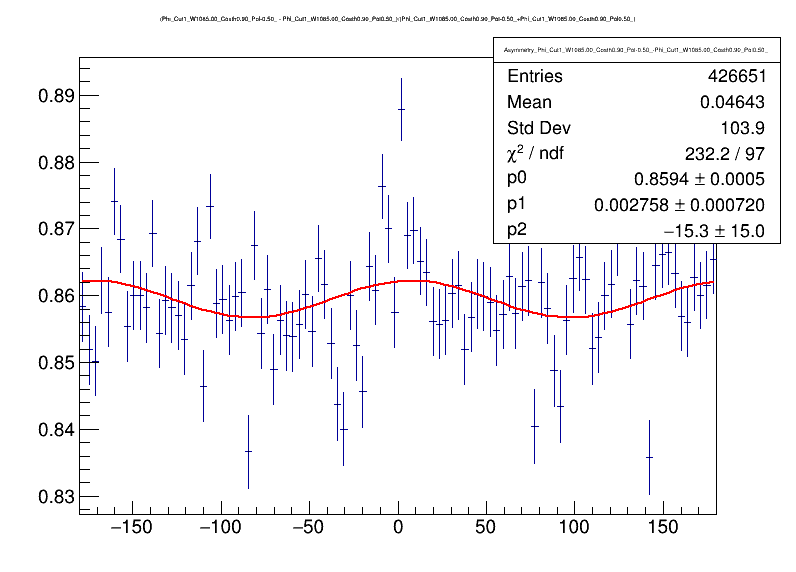 (Phi_Cut1_W1085.00_Costh0.90_Pol-0.50_ - Phi_Cut1_W1085.00_Costh0.90_Pol0.50_)/(Phi_Cut1_W1085.00_Costh0.90_Pol-0.50_+Phi_Cut1_W1085.00_Costh0.90_Pol0.50_)
Asymmetry_Phi_Cut1_W1085.00_Costh0.90_Pol-0.50_-Phi_Cut1_W1085.00_Costh0.90_Pol0.50_
Entries 426651
Mean 0.04643
Std Dev 103.9
χ² / ndf 232.2 / 97
p0 0.8594 ± 0.0005
p1 0.002758 ± 0.000720
p2 −15.3 ± 15.0
0.89
0.88
0.87
0.86
0.85
0.84
0.83
−150 −100 −50 0 50 100 150